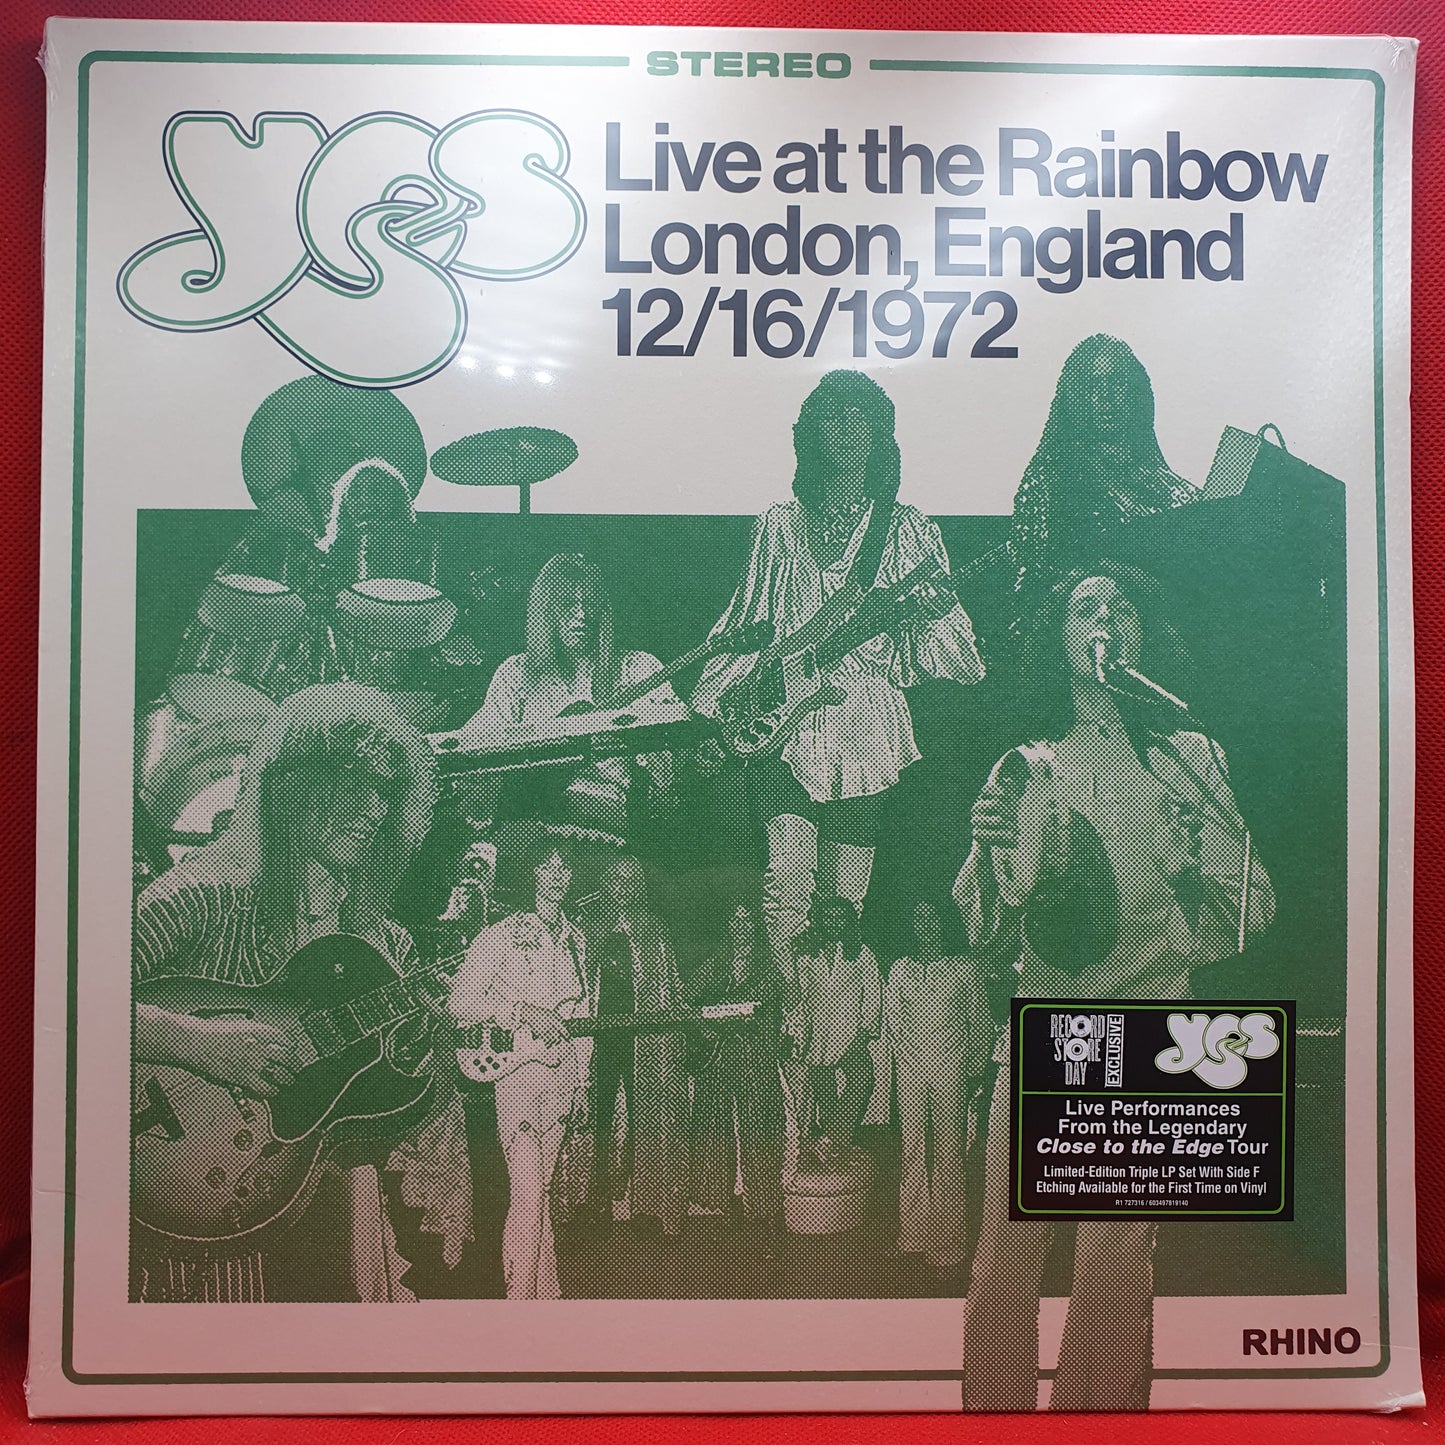 STEREO
YES
Live at the Rainbow
London, England
12/16/1972
RECORD
STORE
DAY
EXCLUSIVE
YES
Live Performances
From the Legendary
Close to the Edge Tour
Limited-Edition Triple LP Set With Side F
Etching Available for the First Time on Vinyl
R1 727316 / 603497819140
RHINO